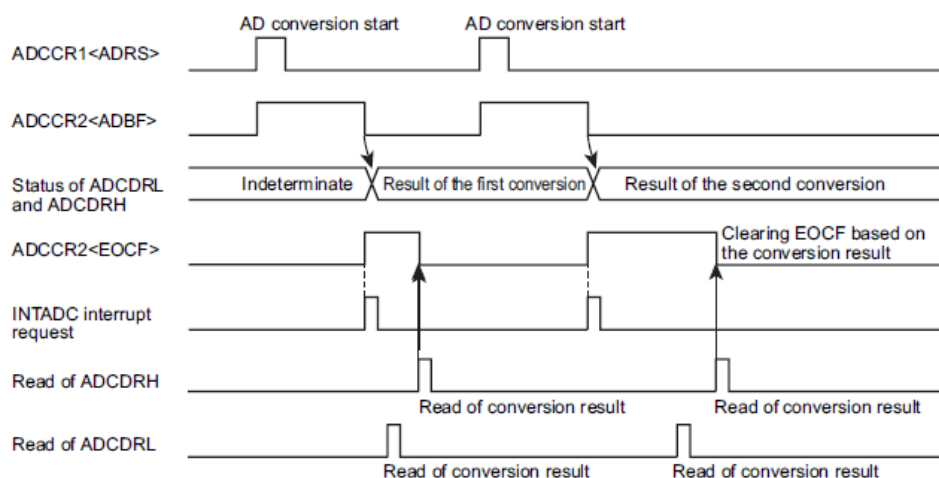 AD conversion start
AD conversion start
ADCCR1<ADRS>
ADCCR2<ADBF>
Status of ADCDRL
and ADCDRH
Indeterminate
Result of the first conversion
Result of the second conversion
ADCCR2<EOCF>
Clearing EOCF based on
the conversion result
INTADC interrupt
request
Read of ADCDRH
Read of conversion result
Read of conversion result
Read of ADCDRL
Read of conversion result
Read of conversion result